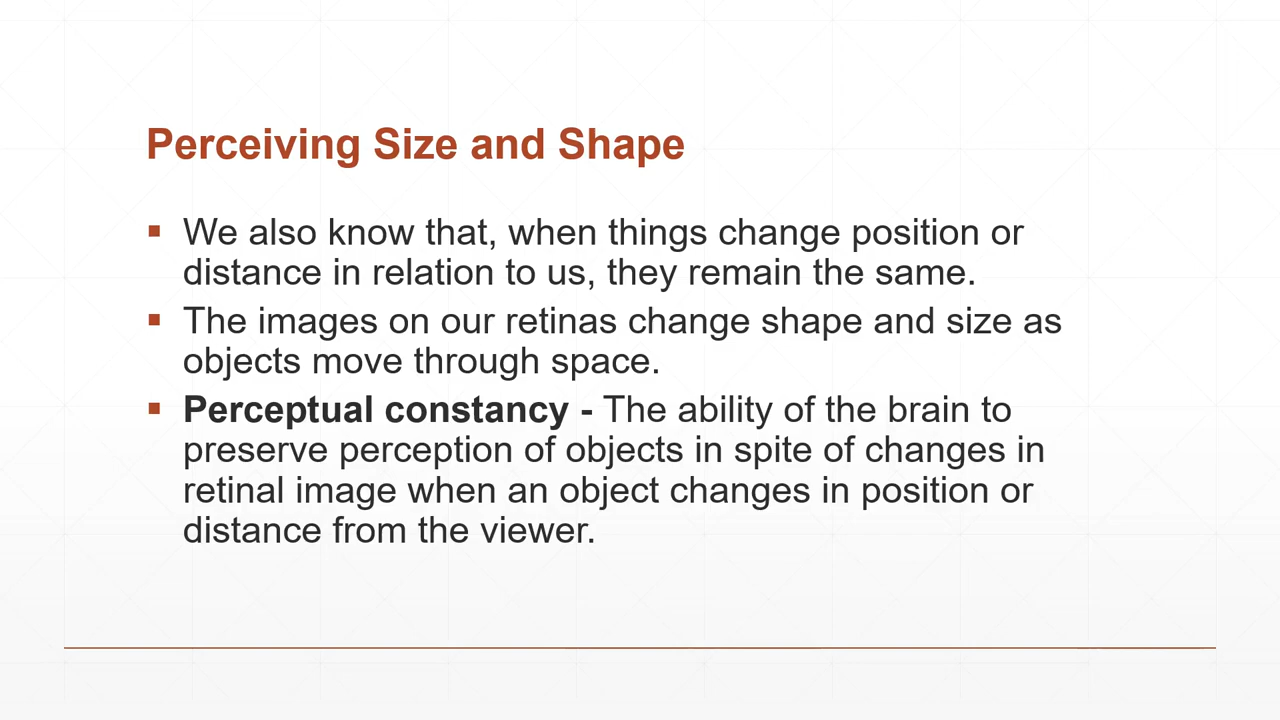 Perceiving Size and Shape
▪ We also know that, when things change position or
distance in relation to us, they remain the same.
▪ The images on our retinas change shape and size as
objects move through space.
▪ Perceptual constancy - The ability of the brain to
preserve perception of objects in spite of changes in
retinal image when an object changes in position or
distance from the viewer.